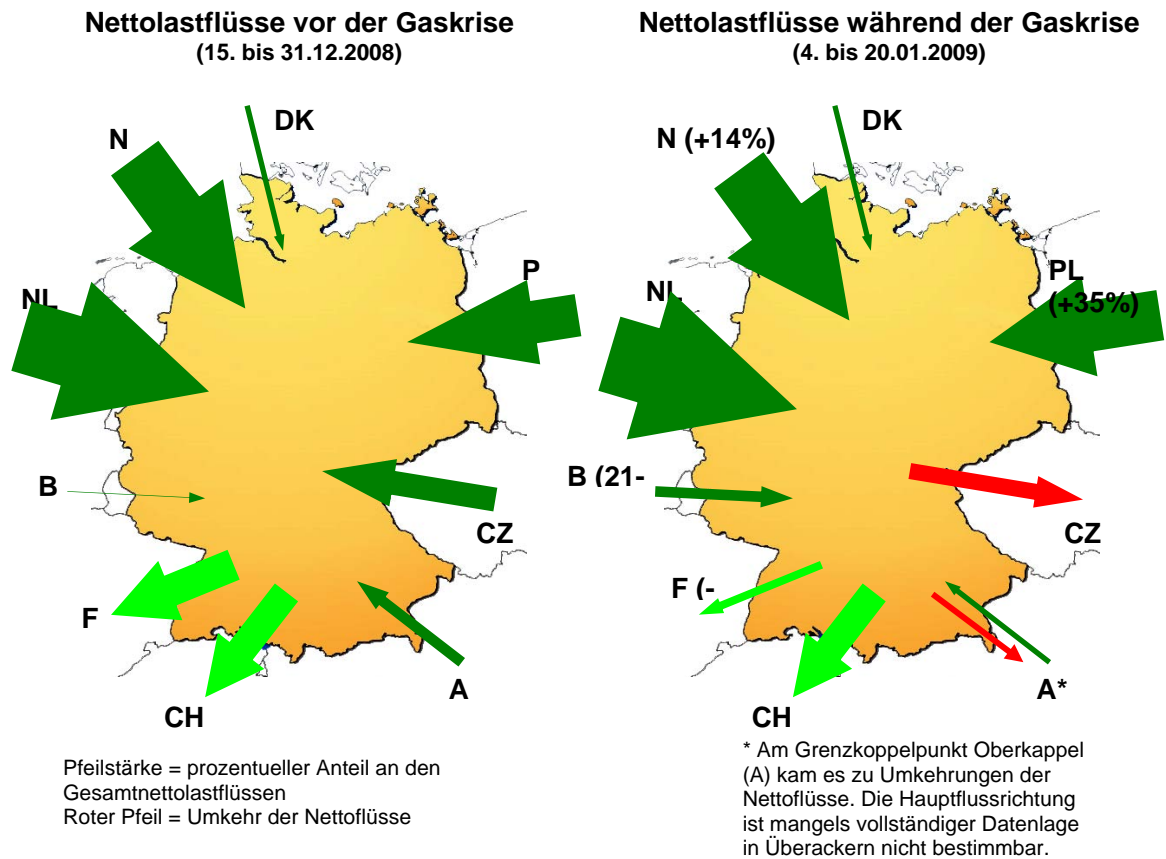 Nettolastflüsse vor der Gaskrise
(15. bis 31.12.2008)
N
DK
NL
P
B
CZ
F
CH
A
Pfeilstärke = prozentueller Anteil an den
Gesamtnettolastflüssen
Roter Pfeil = Umkehr der Nettoflüsse
Nettolastflüsse während der Gaskrise
(4. bis 20.01.2009)
N (+14%)
DK
NL
PL
(+35%)
B (21-
CZ
F (-
CH
A*
* Am Grenzkoppelpunkt Oberkappel
(A) kam es zu Umkehrungen der
Nettoflüsse. Die Hauptflussrichtung
ist mangels vollständiger Datenlage
in Überackern nicht bestimmbar.